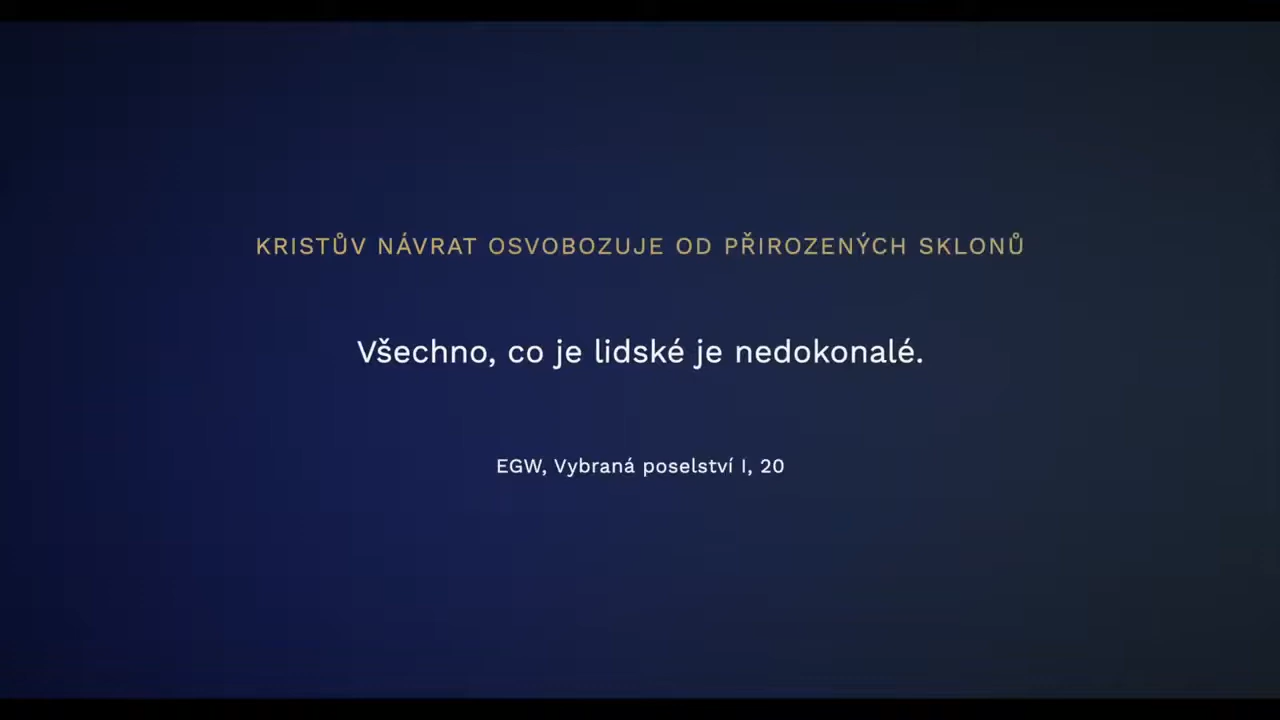 KRISTŮV NÁVRAT OSVOBOZUJE OD PŘIROZENÝCH SKLONŮ
Všechno, co je lidské je nedokonalé.
EGW, Vybraná poselství I, 20